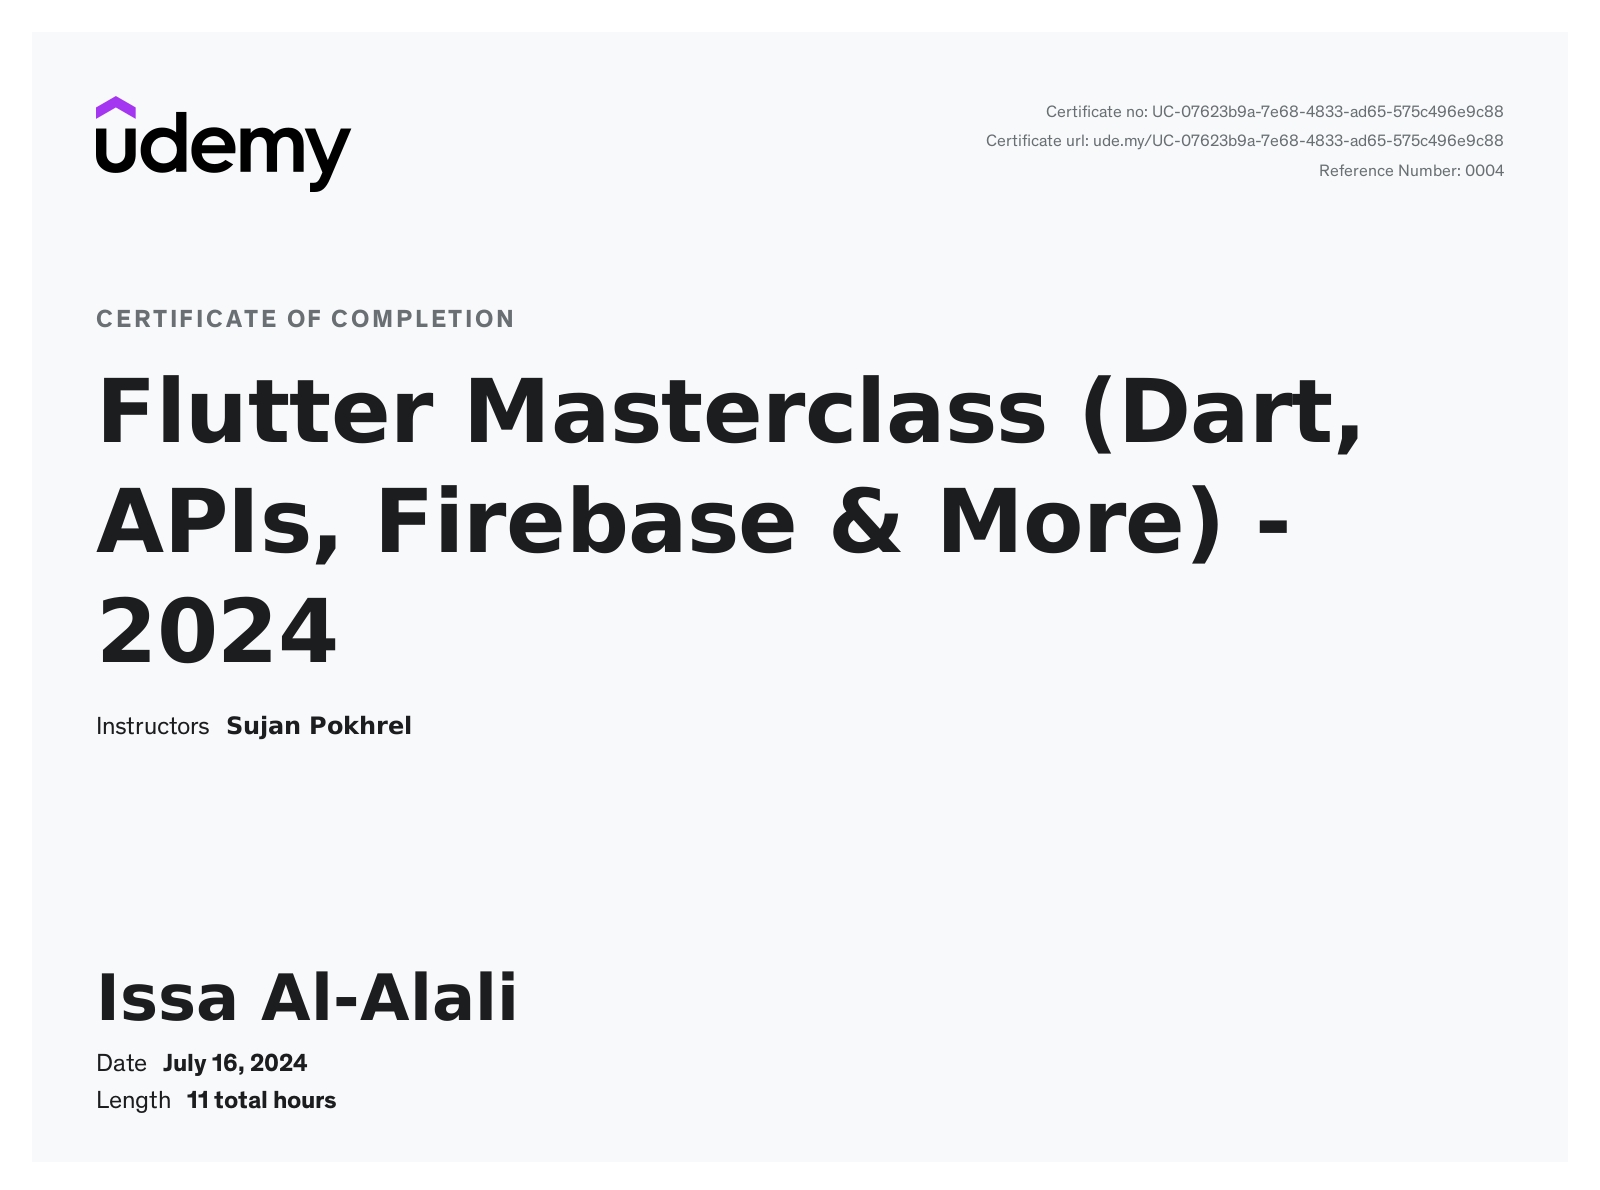 udemy
Certificate no: UC-07623b9a-7e68-4833-ad65-575c496e9c88
Certificate url: ude.my/UC-07623b9a-7e68-4833-ad65-575c496e9c88
Reference Number: 0004
CERTIFICATE OF COMPLETION
Flutter Masterclass (Dart,
APIs, Firebase & More) -
2024
Instructors Sujan Pokhrel
Issa Al-Alali
Date July 16, 2024
Length 11 total hours